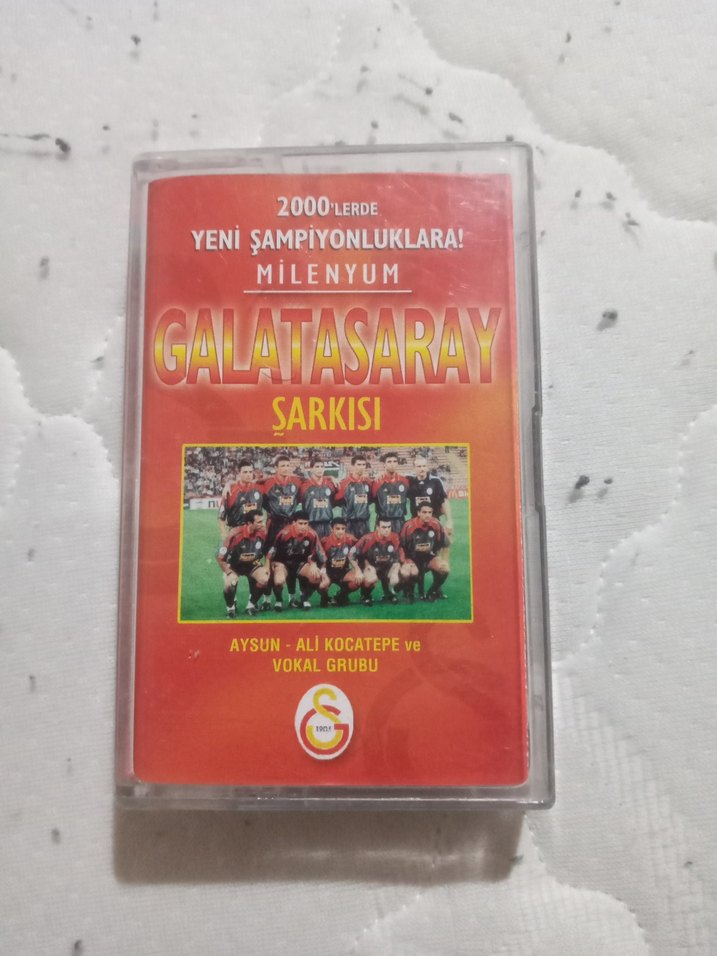 2000'LERDE
YENİ ŞAMPİYONLUKLARA!
MİLENYUM
GALATASARAY
ŞARKISI
AYSUN - ALİ KOCATEPE ve
VOKAL GRUBU
1905